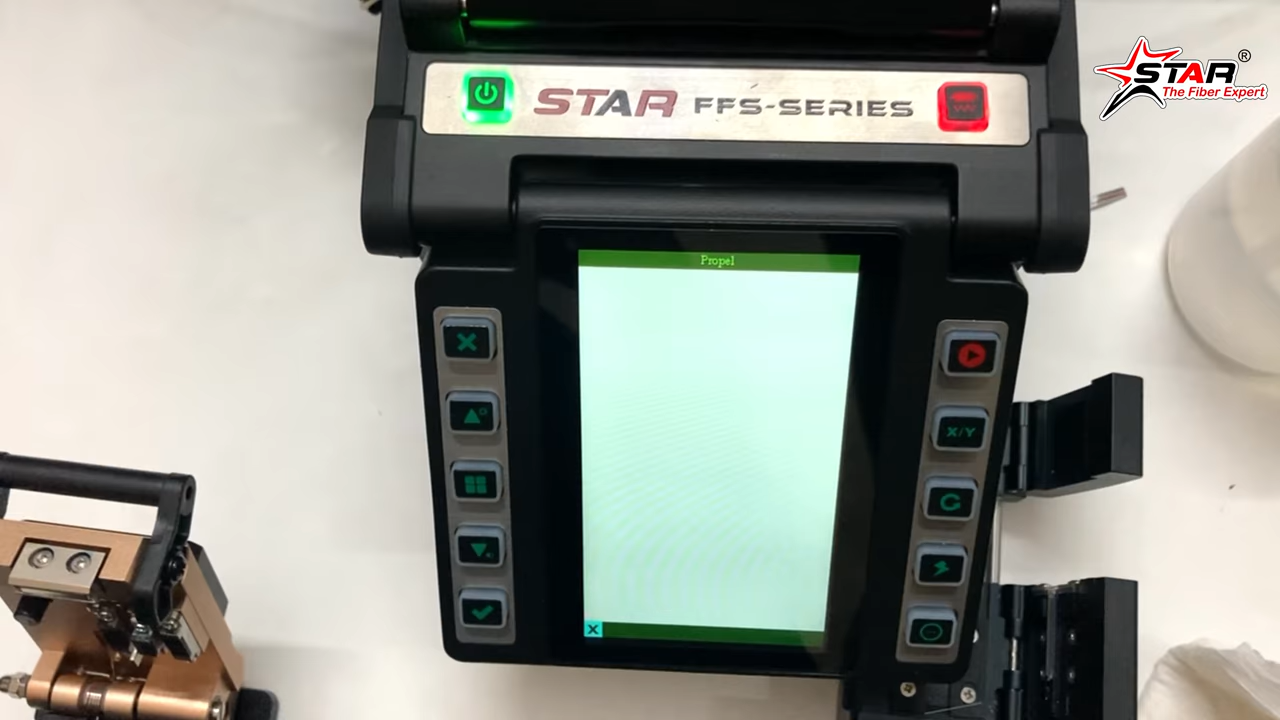 STAR FFS-SERIES
STAR®
The Fiber Expert
Propel
X
X/Y